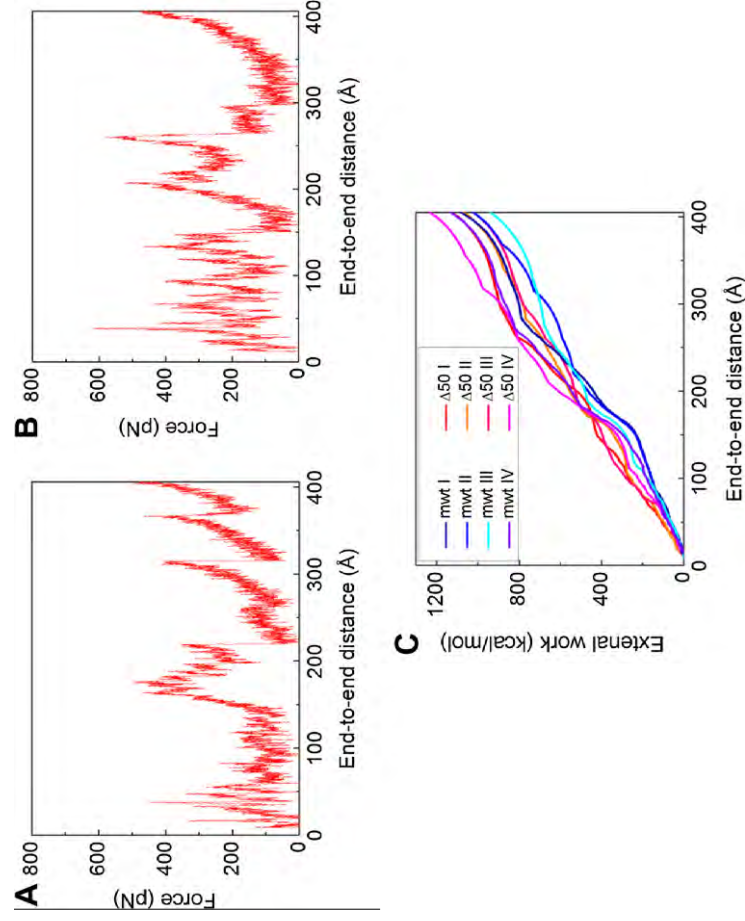 A
Force (pN)
800
600
400
200
0
0 100 200 300 400
End-to-end distance (Å)
B
Force (pN)
800
600
400
200
0
0 100 200 300 400
End-to-end distance (Å)
C
Extenal work (kcal/mol)
1200
800
400
0
mwt I Δ50 I
mwt II Δ50 II
mwt III Δ50 III
mwt IV Δ50 IV
0 100 200 300 400
End-to-end distance (Å)